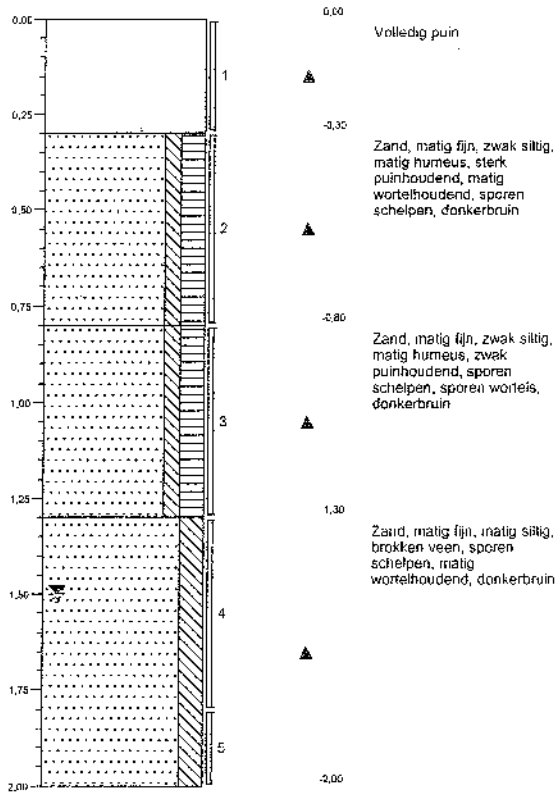 0,00
0,25
0,50
0,75
1,00
1,25
1,50
1,75
2,00
1
2
3
4
5
0,00
Volledig puin
-0,30
Zand, matig fijn, zwak siltig,
matig humeus, sterk
puinhoudend, matig
wortelhoudend, sporen
schelpen, donkerbruin
-0,80
Zand, matig fijn, zwak siltig,
matig humeus, zwak
puinhoudend, sporen
schelpen, sporen wortels,
donkerbruin
1,30
Zand, matig fijn, matig siltig,
brokken veen, sporen
schelpen, matig
wortelhoudend, donkerbruin
-2,00